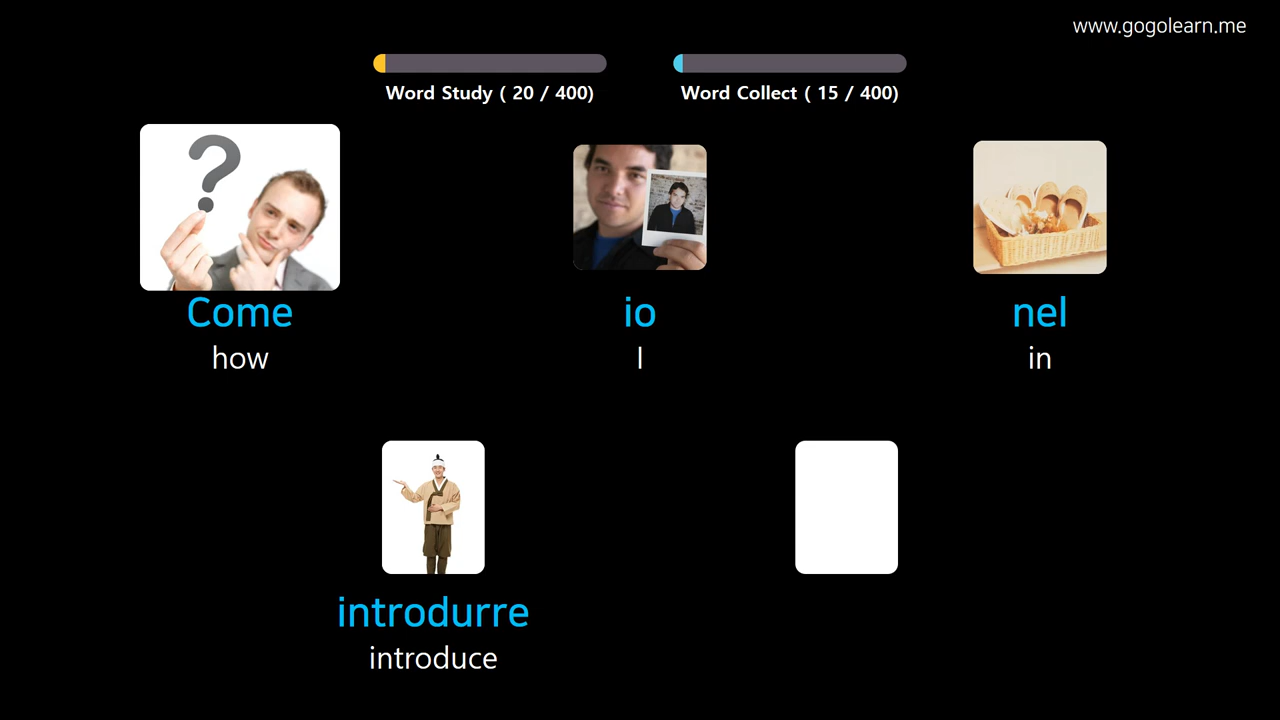 www.gogolearn.me
Word Study ( 20 / 400)
Word Collect ( 15 / 400)
Come
how
io
I
nel
in
introdurre
introduce